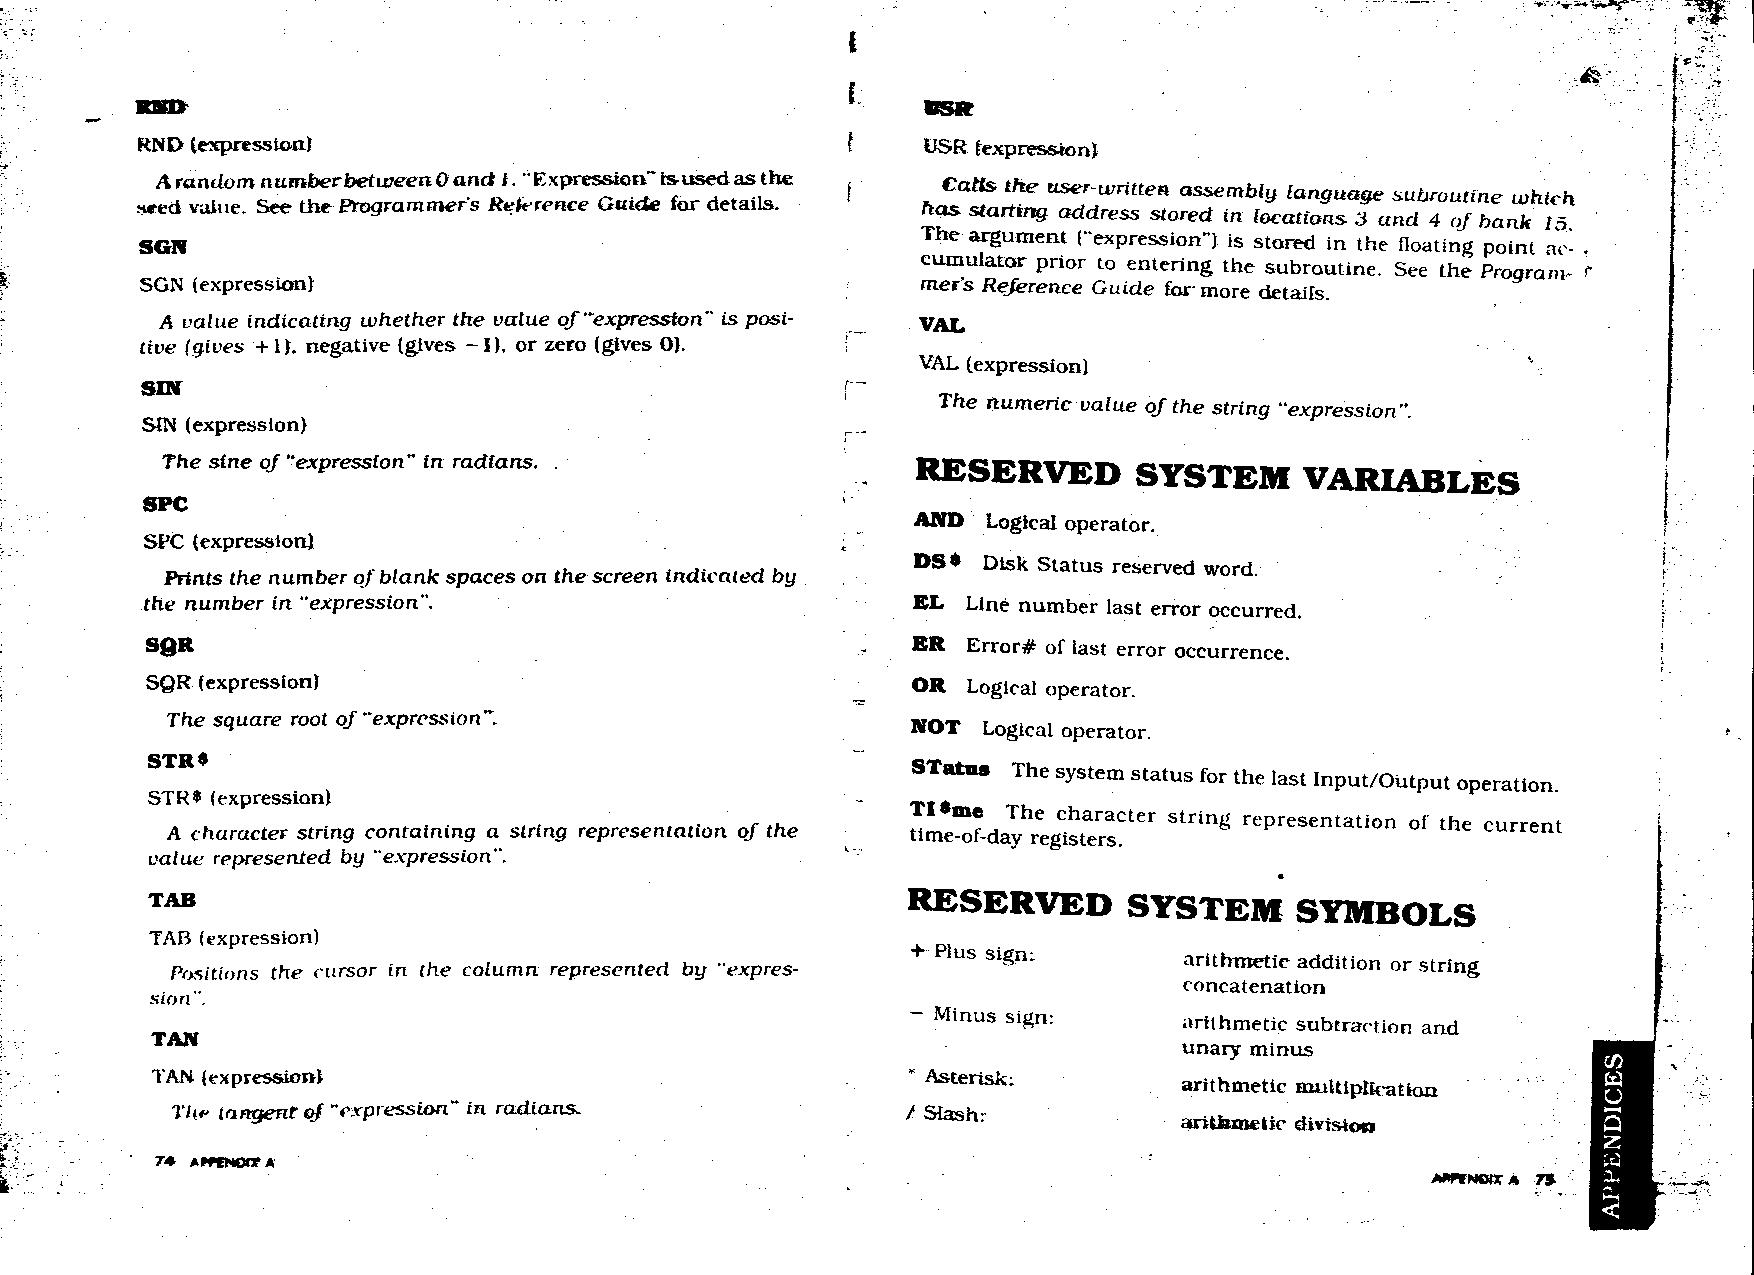 RND
RND (expression)
A random number between 0 and 1. "Expression" is used as the
seed value. See the Programmer's Reference Guide for details.
SGN
SGN (expression)
A value indicating whether the value of "expression" is posi-
tive (gives +1), negative (gives −1), or zero (gives 0).
SIN
SIN (expression)
The sine of "expression" in radians.
SPC
SPC (expression)
Prints the number of blank spaces on the screen indicated by
the number in "expression".
SQR
SQR (expression)
The square root of "expression".
STR$
STR$ (expression)
A character string containing a string representation of the
value represented by "expression".
TAB
TAB (expression)
Positions the cursor in the column represented by "expres-
sion".
TAN
TAN (expression)
The tangent of "expression" in radians.
74 APPENDIX A
USR
USR (expression)
Calls the user-written assembly language subroutine which
has starting address stored in locations 3 and 4 of bank 15.
The argument ("expression") is stored in the floating point ac-
cumulator prior to entering the subroutine. See the Program-
mer's Reference Guide for more details.
VAL
VAL (expression)
The numeric value of the string "expression".
RESERVED SYSTEM VARIABLES
AND Logical operator.
DS$ Disk Status reserved word.
EL Line number last error occurred.
ER Error# of last error occurrence.
OR Logical operator.
NOT Logical operator.
STatus The system status for the last Input/Output operation.
TI$me The character string representation of the current
time-of-day registers.
RESERVED SYSTEM SYMBOLS
+ Plus sign: arithmetic addition or string
concatenation
− Minus sign: arithmetic subtraction and
unary minus
* Asterisk: arithmetic multiplication
/ Slash: arithmetic division
APPENDIX A 75
APPENDICES